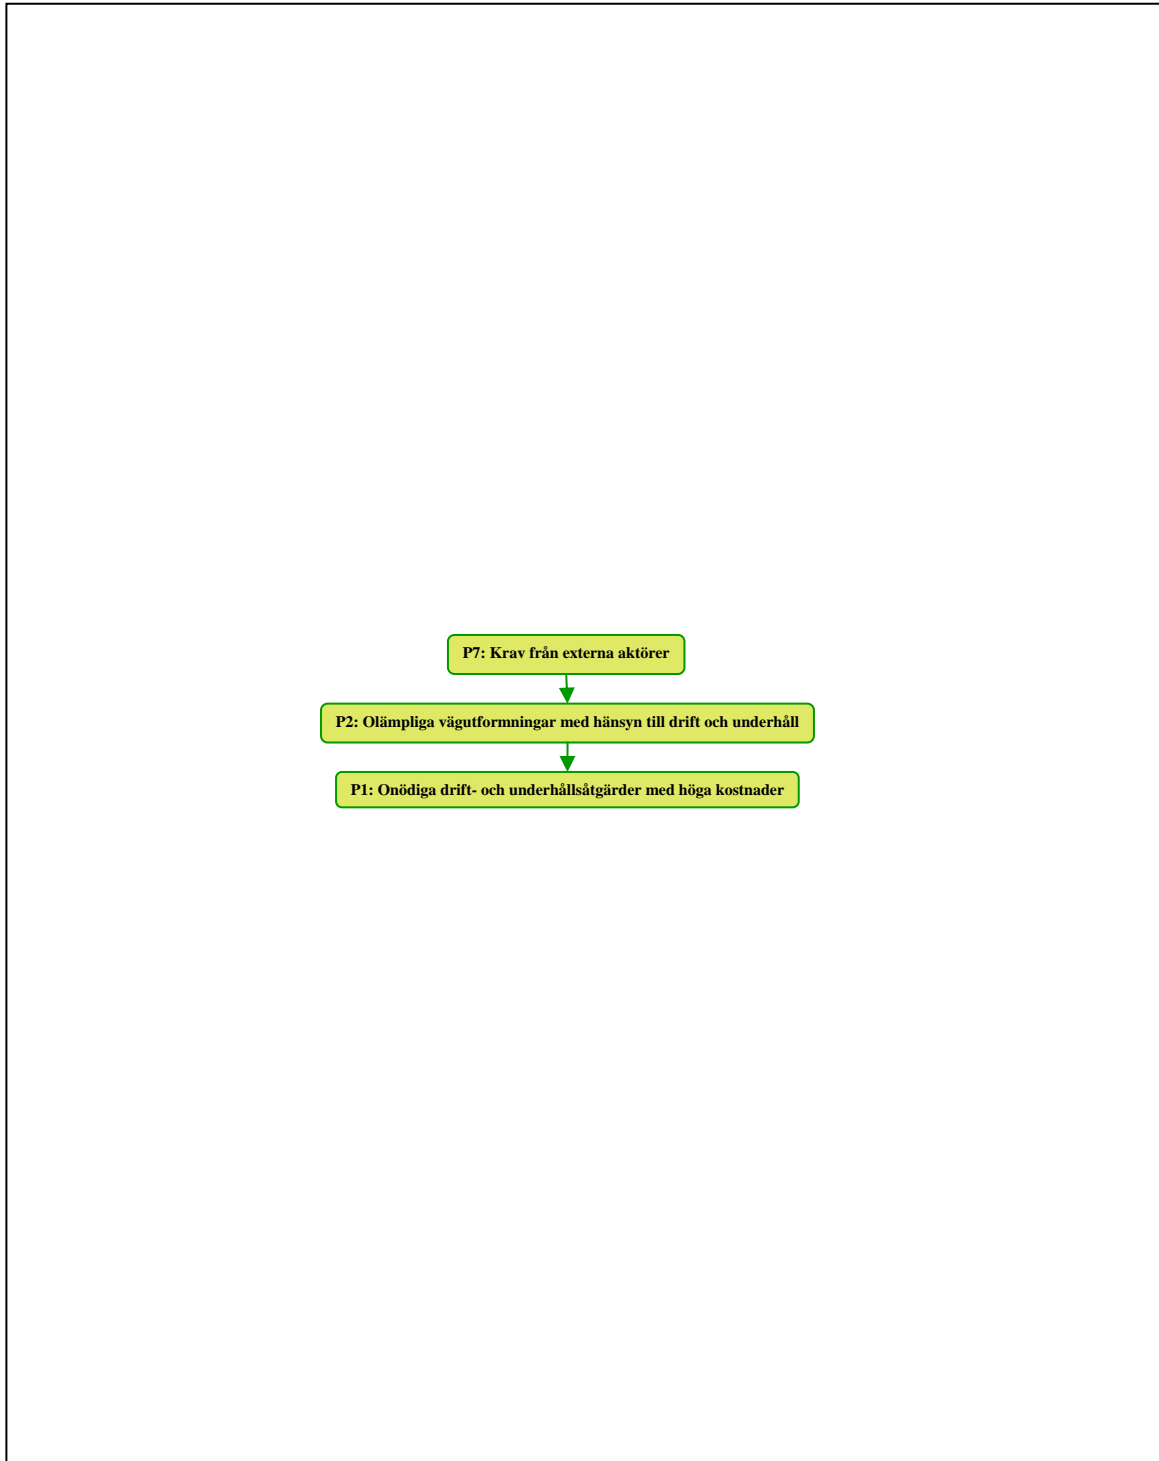 P7: Krav från externa aktörer
P2: Olämpliga vägutformningar med hänsyn till drift och underhåll
P1: Onödiga drift- och underhållsåtgärder med höga kostnader